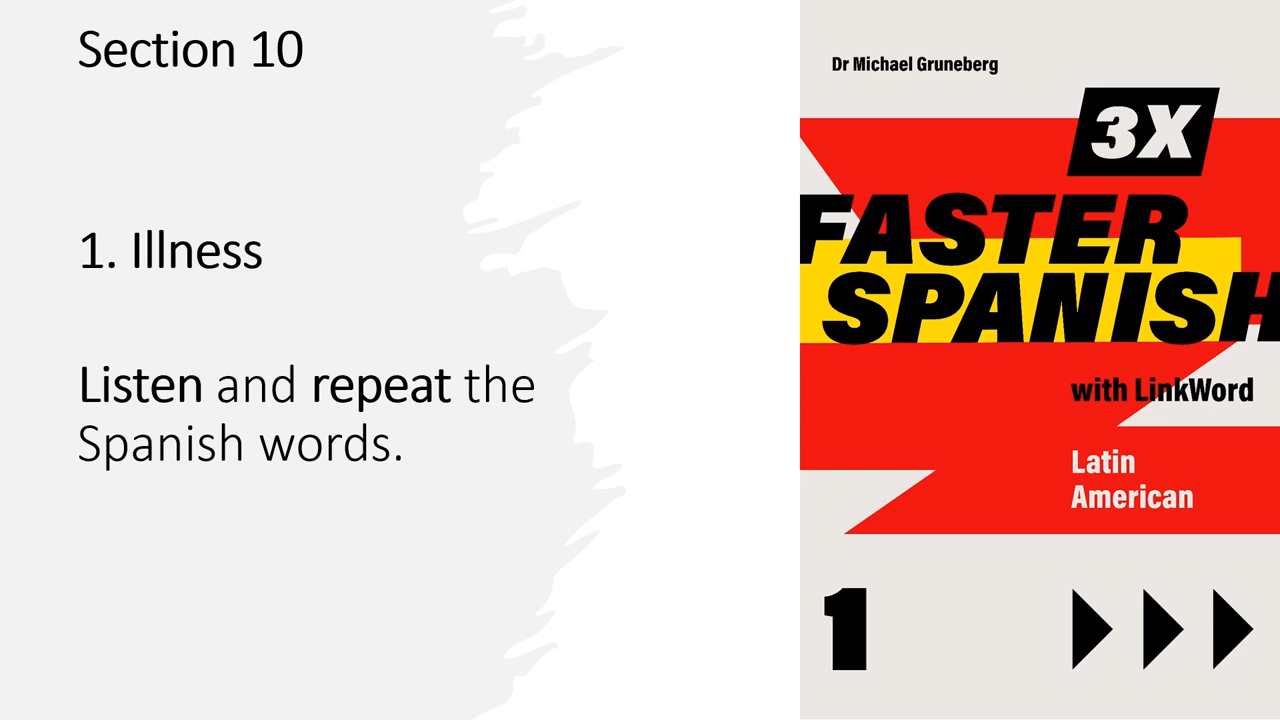 Section 10
1. Illness
Listen and repeat the
Spanish words.
Dr Michael Gruneberg
3X
FASTER
SPANISH
with LinkWord
Latin
American
1